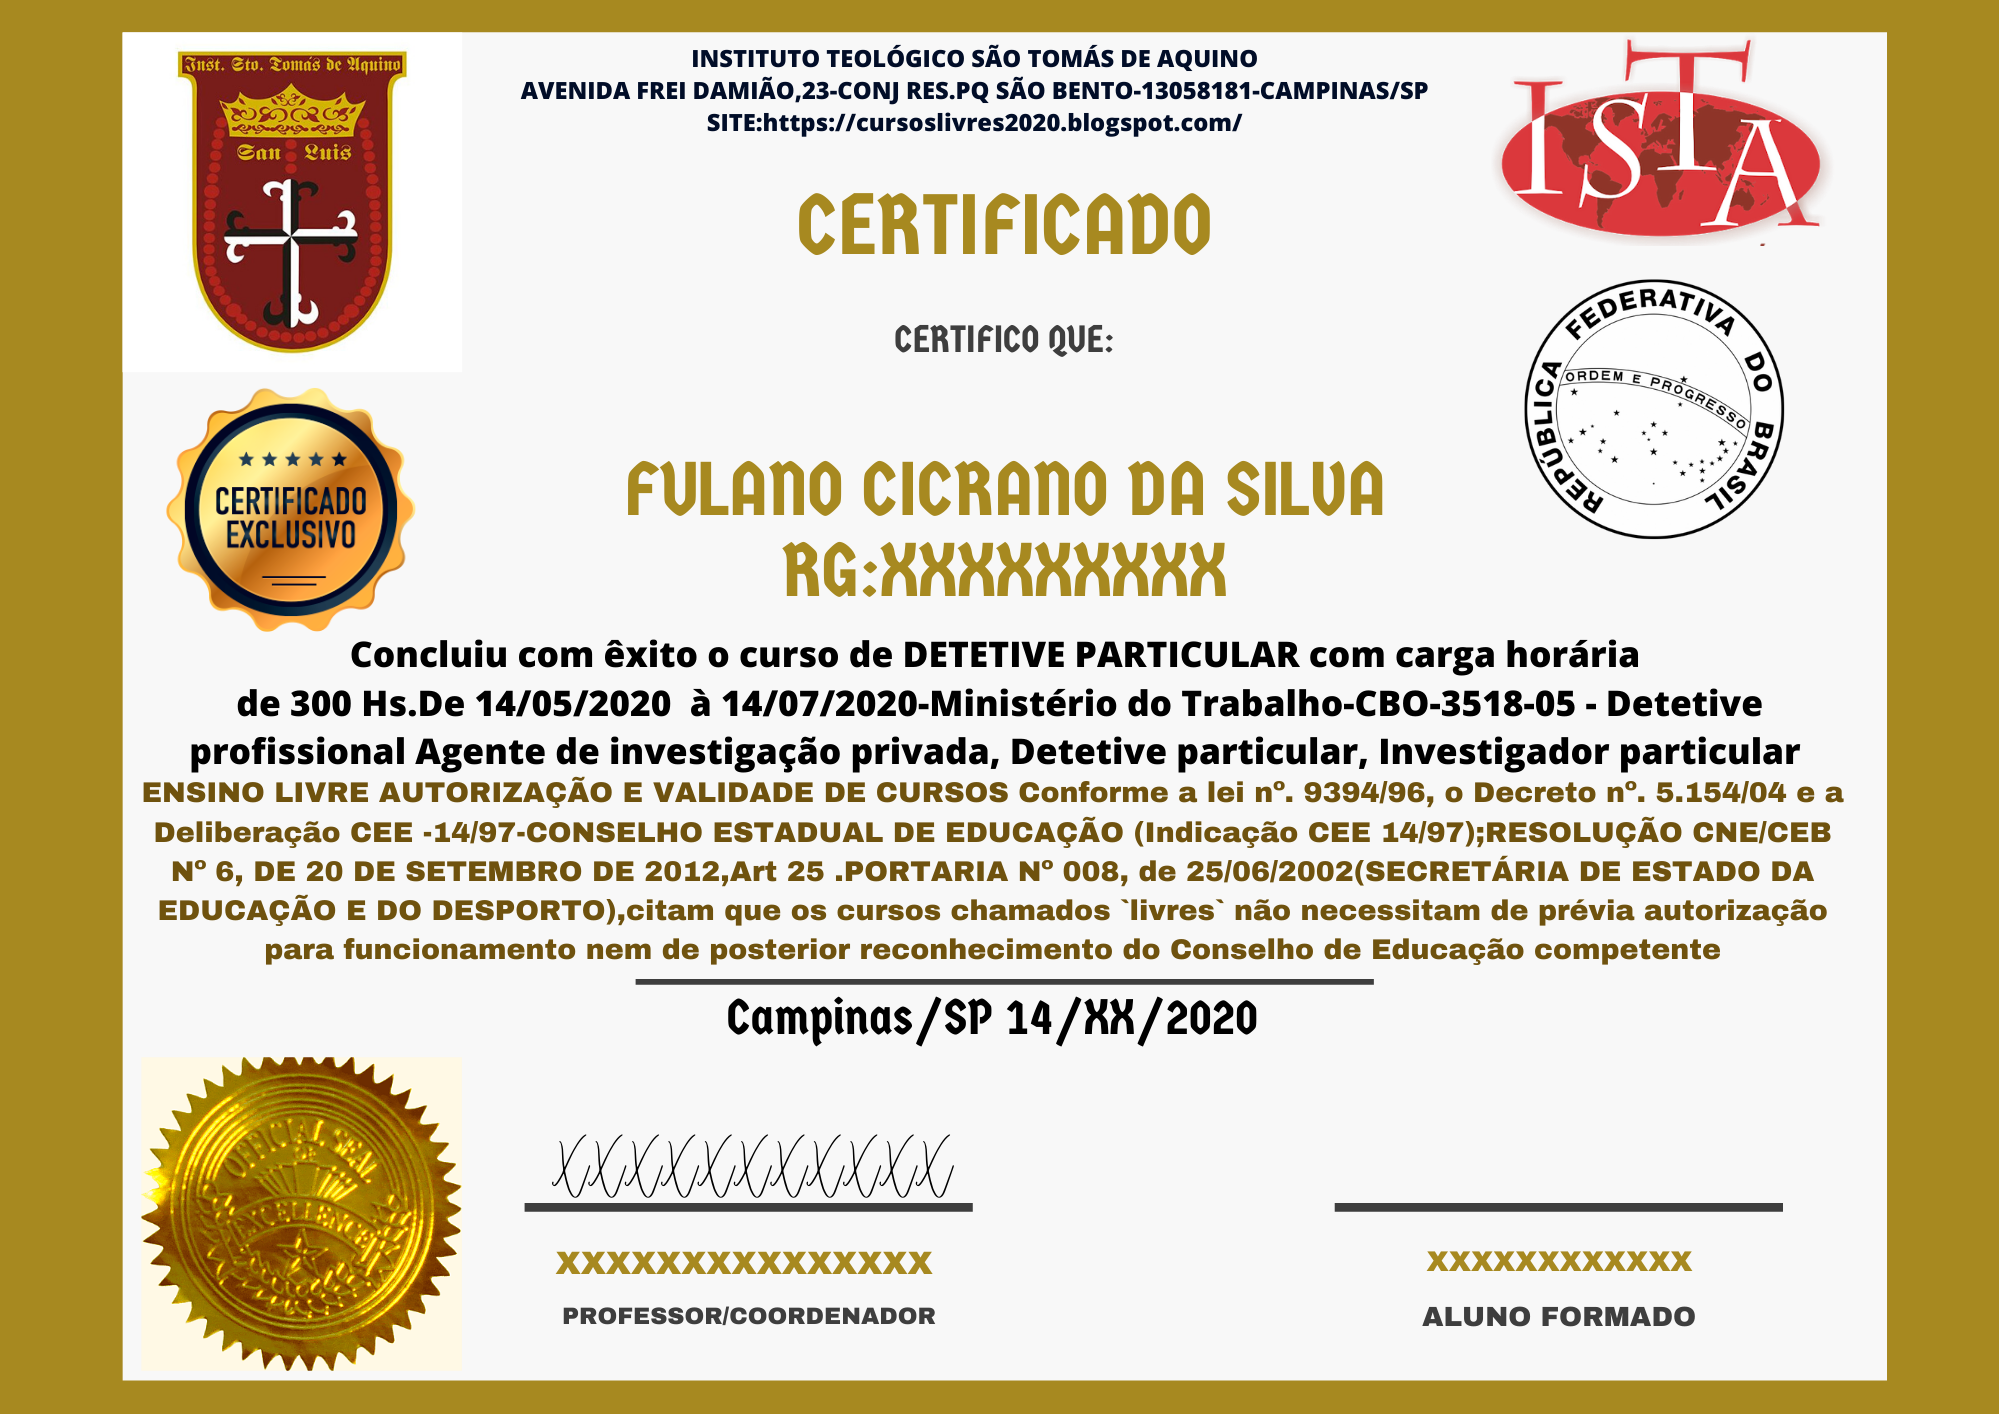 Inst. Sto. Tomás de Aquino
San Luis
INSTITUTO TEOLÓGICO SÃO TOMÁS DE AQUINO
AVENIDA FREI DAMIÃO,23-CONJ RES.PQ SÃO BENTO-13058181-CAMPINAS/SP
SITE:https://cursoslivres2020.blogspot.com/
ISTA
CERTIFICADO
CERTIFICO QUE:
REPÚBLICA FEDERATIVA DO BRASIL
ORDEM E PROGRESSO
CERTIFICADO
EXCLUSIVO
FULANO CICRANO DA SILVA
RG:XXXXXXXXX
Concluiu com êxito o curso de DETETIVE PARTICULAR com carga horária
de 300 Hs.De 14/05/2020 à 14/07/2020-Ministério do Trabalho-CBO-3518-05 - Detetive
profissional Agente de investigação privada, Detetive particular, Investigador particular
ENSINO LIVRE AUTORIZAÇÃO E VALIDADE DE CURSOS Conforme a lei nº. 9394/96, o Decreto nº. 5.154/04 e a
Deliberação CEE -14/97-CONSELHO ESTADUAL DE EDUCAÇÃO (Indicação CEE 14/97);RESOLUÇÃO CNE/CEB
Nº 6, DE 20 DE SETEMBRO DE 2012,Art 25 .PORTARIA Nº 008, de 25/06/2002(SECRETÁRIA DE ESTADO DA
EDUCAÇÃO E DO DESPORTO),citam que os cursos chamados `livres` não necessitam de prévia autorização
para funcionamento nem de posterior reconhecimento do Conselho de Educação competente
Campinas/SP 14/XX/2020
OFFICIAL SEAL
OF
EXCELLENCE
XXXXXXXXXXX
XXXXXXXXXXXXXXX
PROFESSOR/COORDENADOR
XXXXXXXXXXXX
ALUNO FORMADO